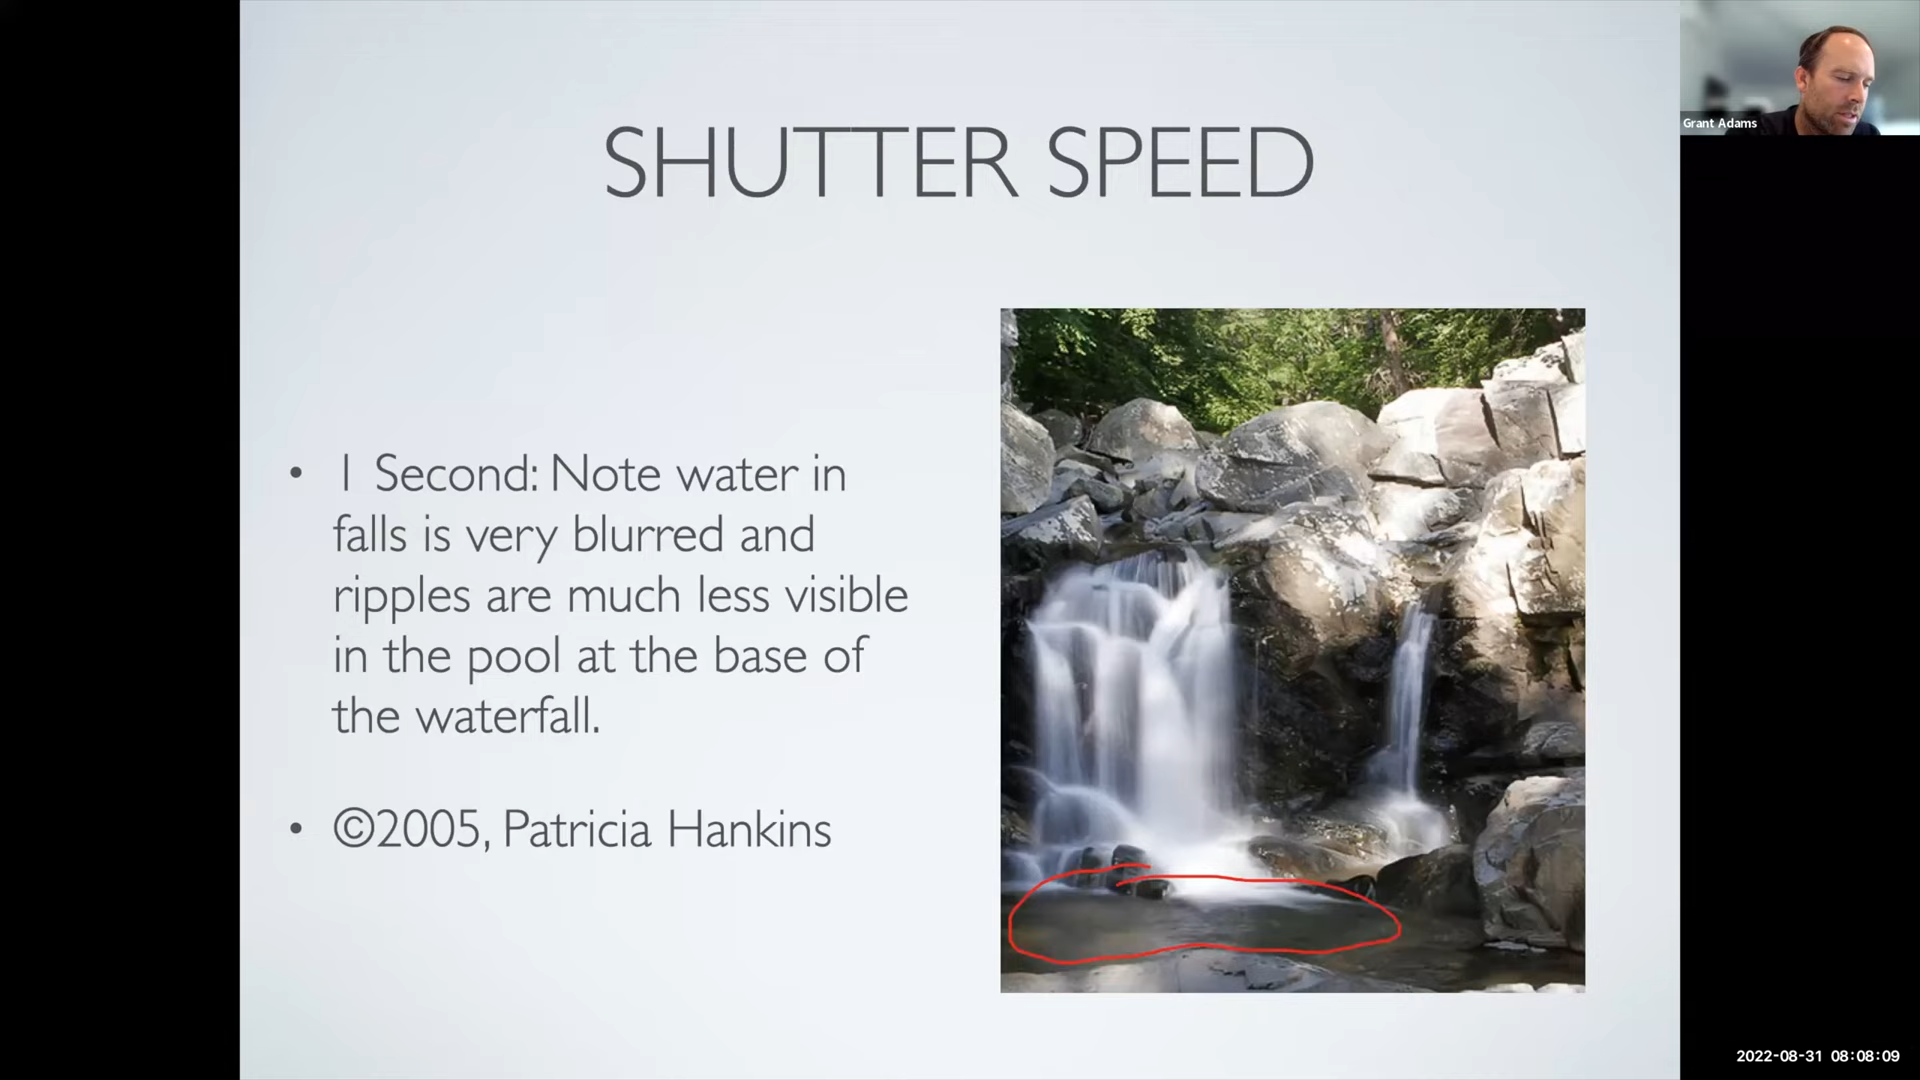 SHUTTER SPEED
Grant Adams
• 1 Second: Note water in
falls is very blurred and
ripples are much less visible
in the pool at the base of
the waterfall.
• ©2005, Patricia Hankins
2022-08-31 08:08:09